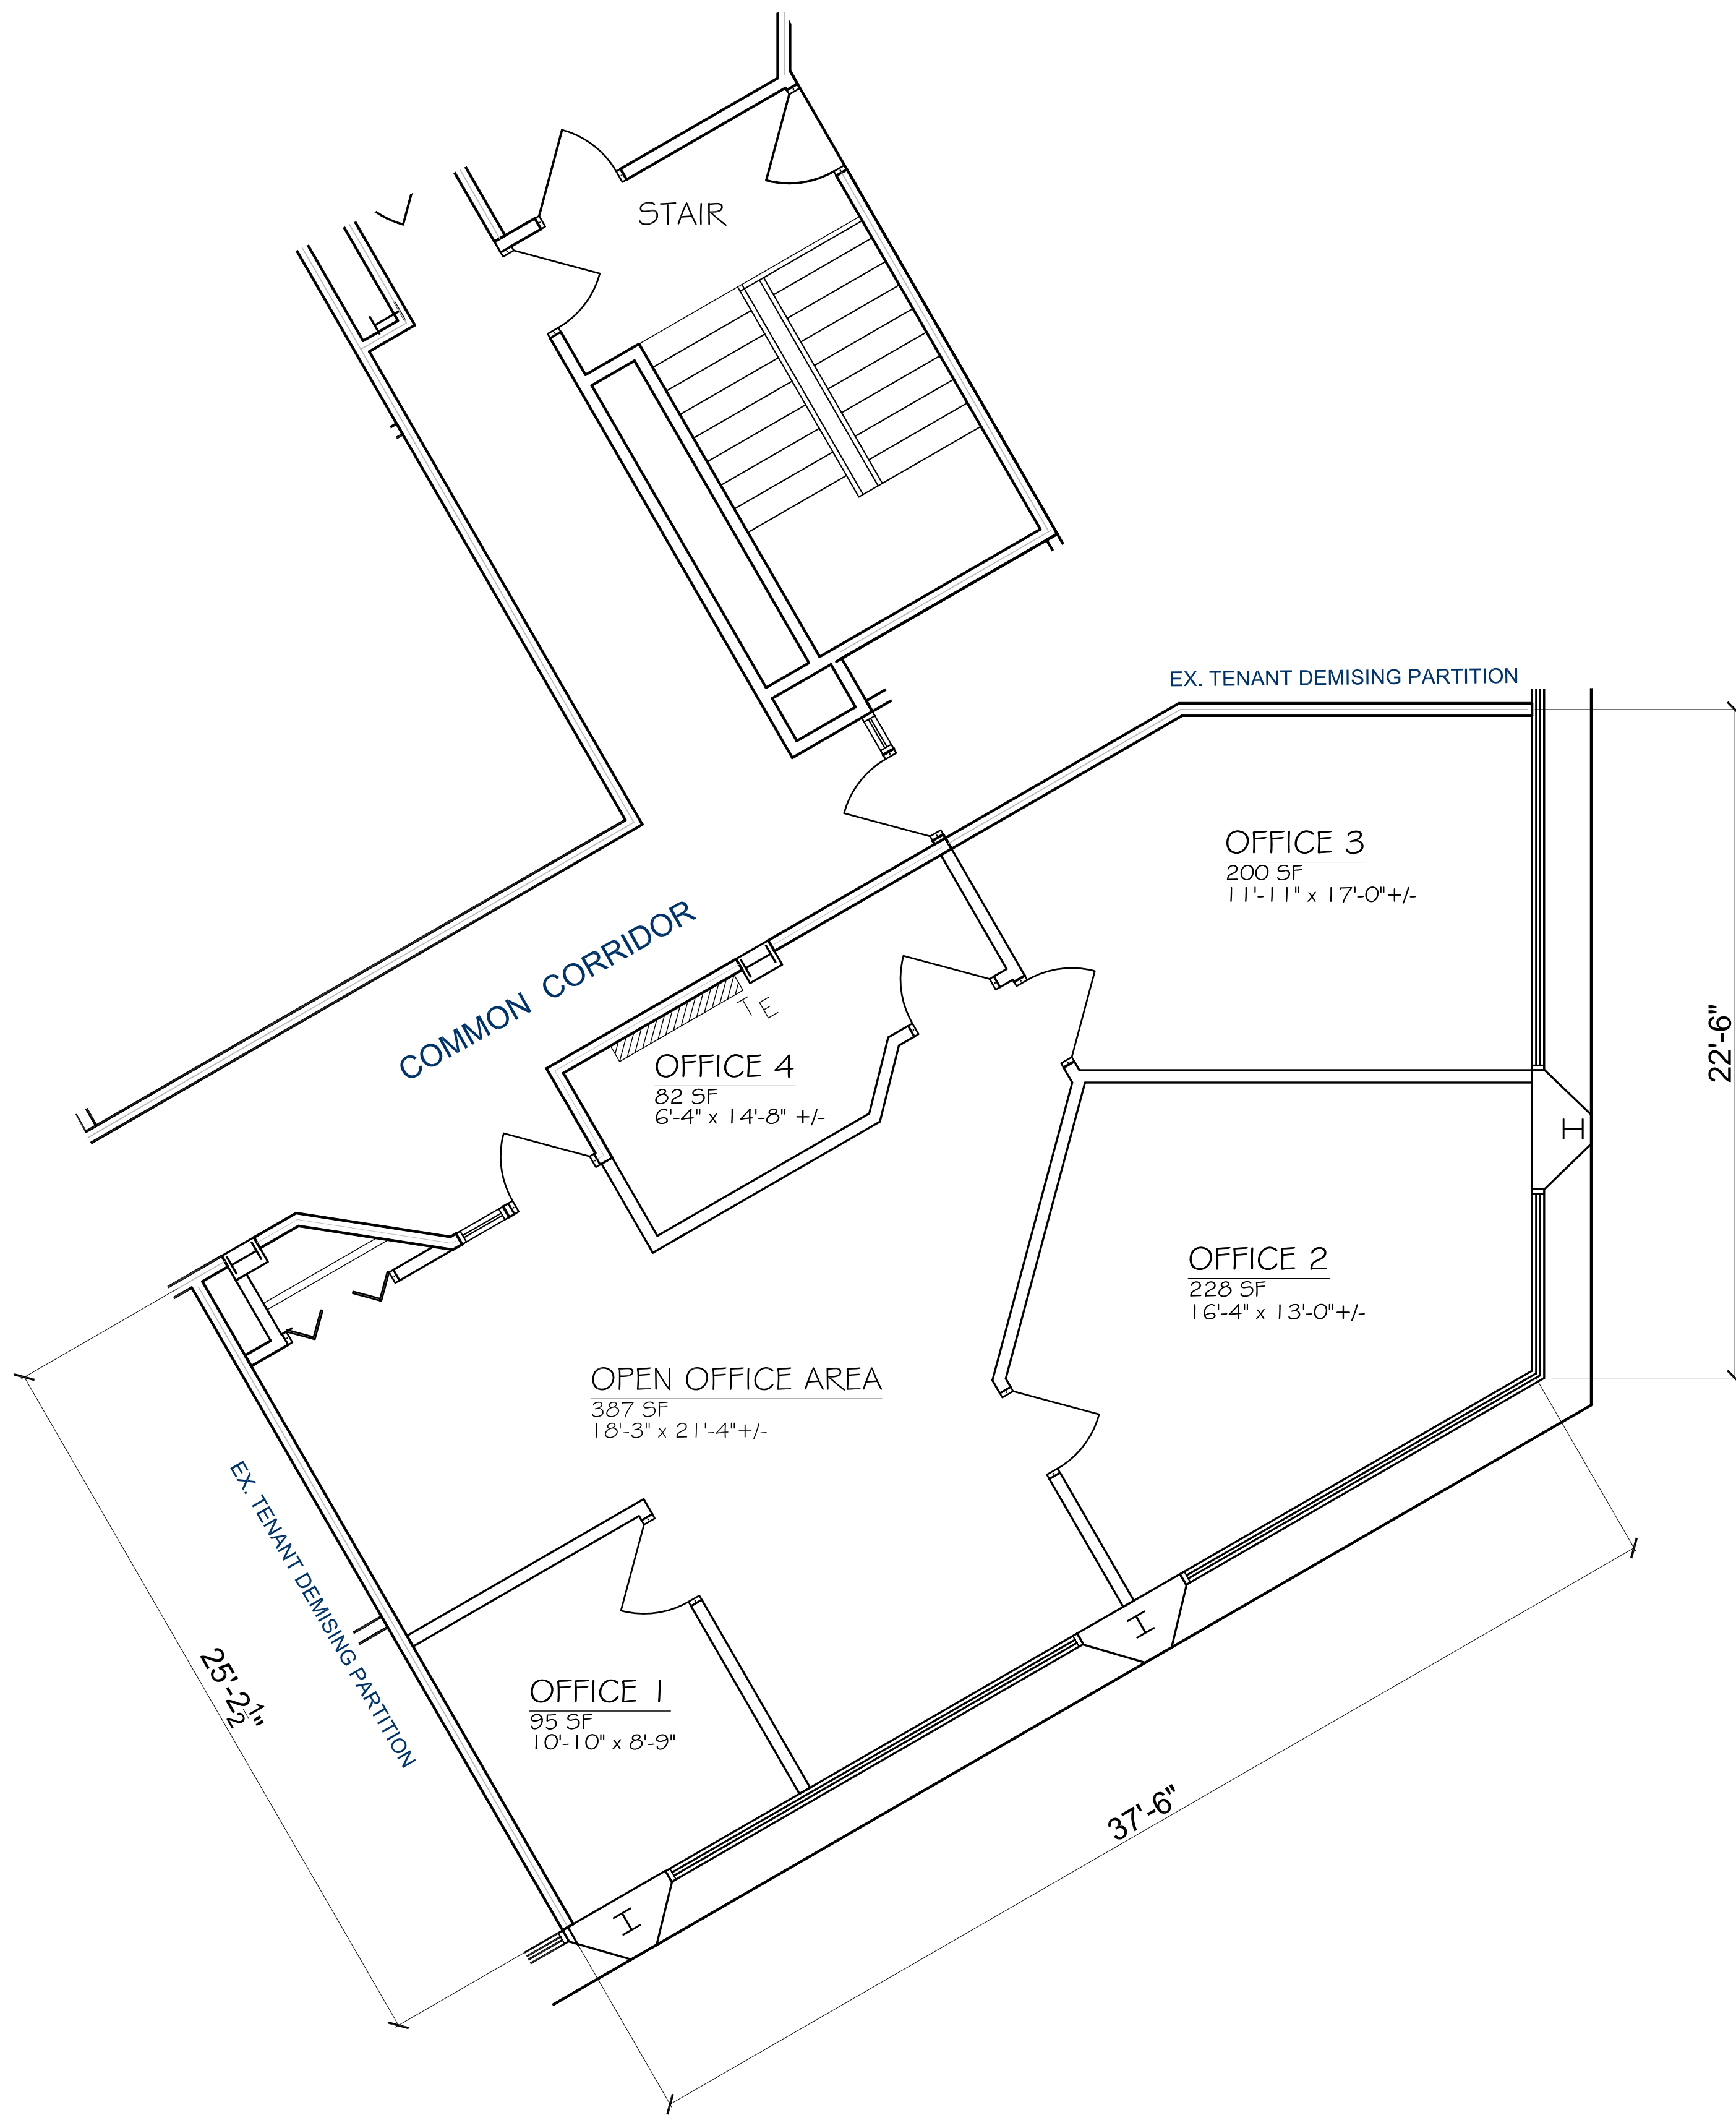 STAIR
EX. TENANT DEMISING PARTITION
OFFICE 3
200 SF
11'-11" x 17'-0"+/-
COMMON CORRIDOR
T E
22'-6"
OFFICE 4
82 SF
6'-4" x 14'-8" +/-
OFFICE 2
228 SF
16'-4" x 13'-0"+/-
OPEN OFFICE AREA
387 SF
18'-3" x 21'-4"+/-
EX. TENANT DEMISING PARTITION
25'-2½"
OFFICE 1
95 SF
10'-10" x 8'-9"
37'-6"